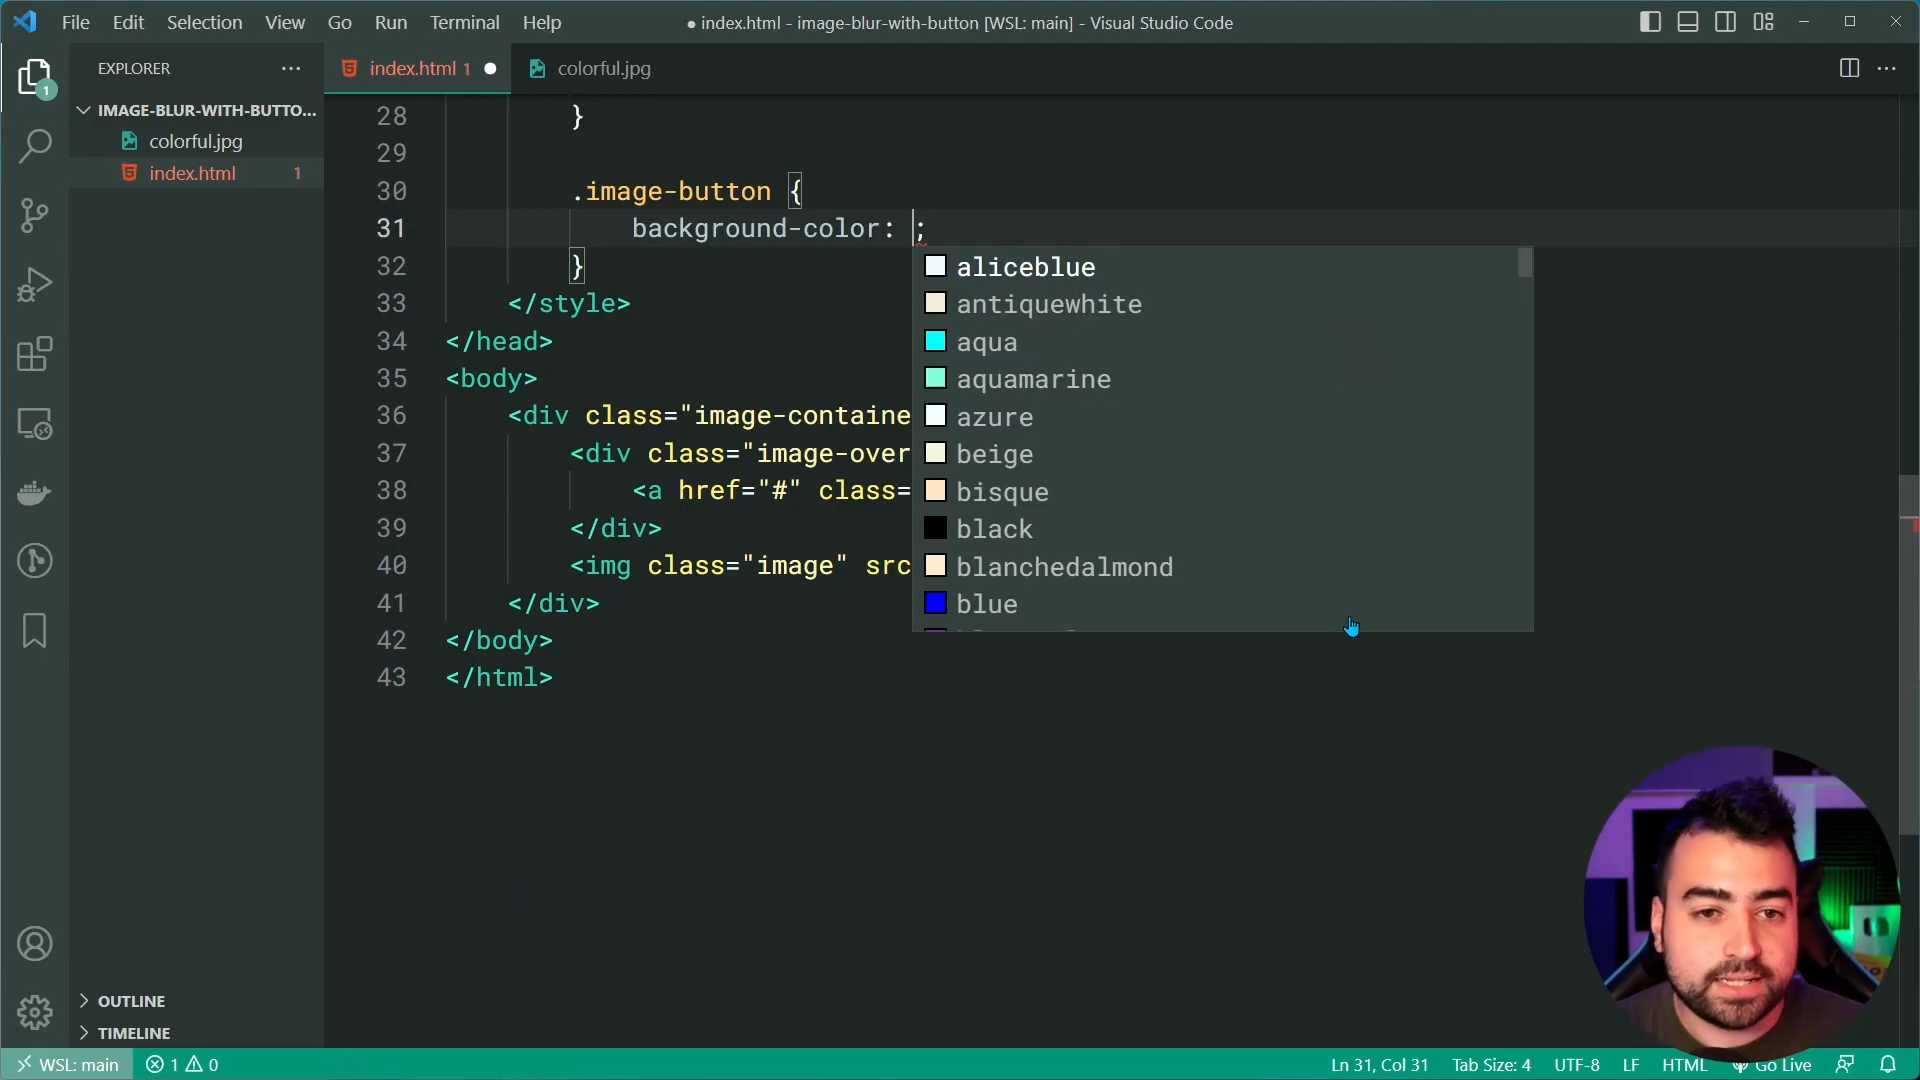 File Edit Selection View Go Run Terminal Help
● index.html - image-blur-with-button [WSL: main] - Visual Studio Code
EXPLORER ···
IMAGE-BLUR-WITH-BUTTO...
colorful.jpg
index.html 1
1
OUTLINE
TIMELINE
index.html 1 ●
colorful.jpg
28 }
29
30 .image-button {
31 background-color: ;
32 }
33 </style>
34 </head>
35 <body>
36 <div class="image-containe
37 <div class="image-over
38 <a href="#" class=
39 </div>
40 <img class="image" src
41 </div>
42 </body>
43 </html>
aliceblue
antiquewhite
aqua
aquamarine
azure
beige
bisque
black
blanchedalmond
blue
WSL: main 1 0
Ln 31, Col 31 Tab Size: 4 UTF-8 LF HTML Go Live